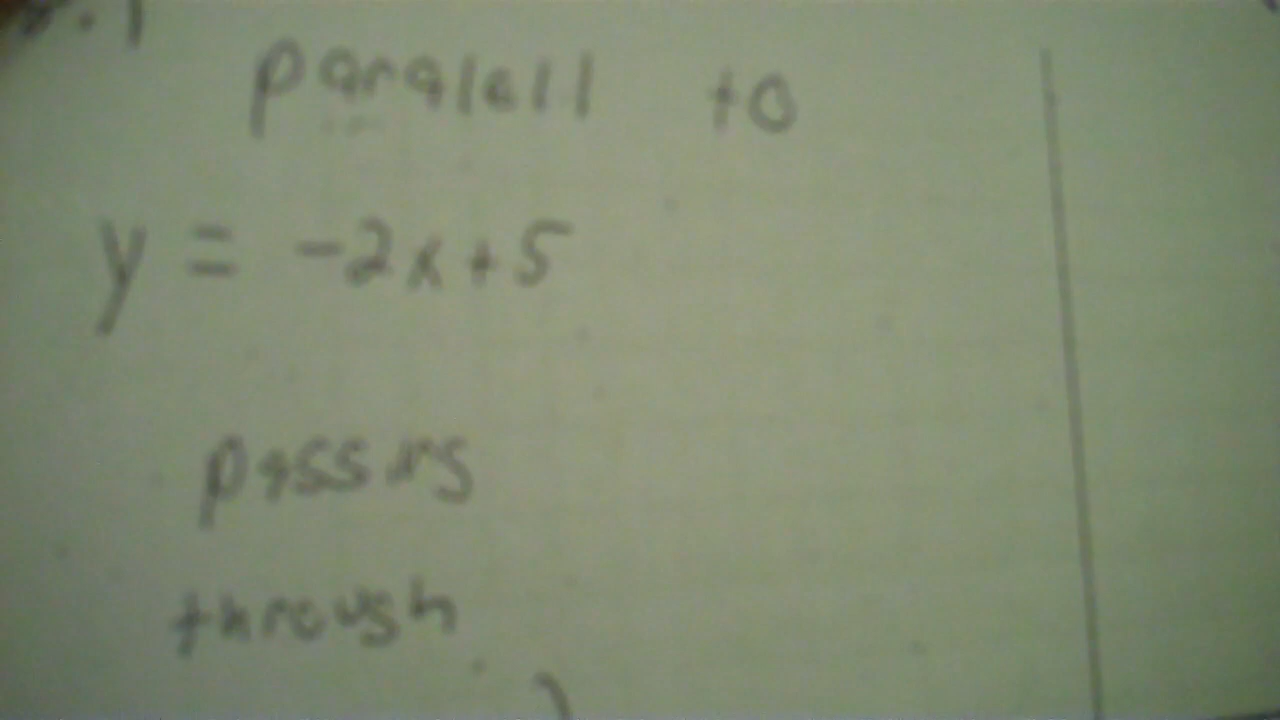 paralell to
y = -2x+5
passes
through
)